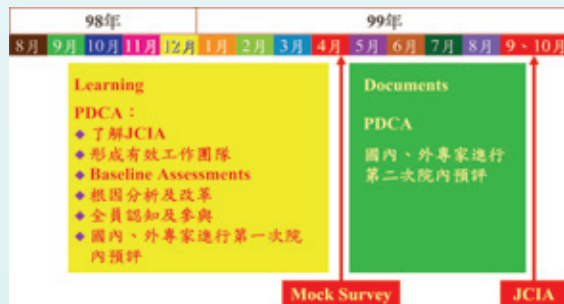 98年 99年
8月 9月 10月 11月 12月 1月 2月 3月 4月 5月 6月 7月 8月 9、10月
Learning
PDCA：
◆ 了解JCIA
◆ 形成有效工作團隊
◆ Baseline Assessments
◆ 根因分析及改革
◆ 全員認知及參與
◆ 國內、外專家進行第一次院
內預評
Documents
PDCA
國內、外專家進行
第二次院內預評
Mock Survey JCIA